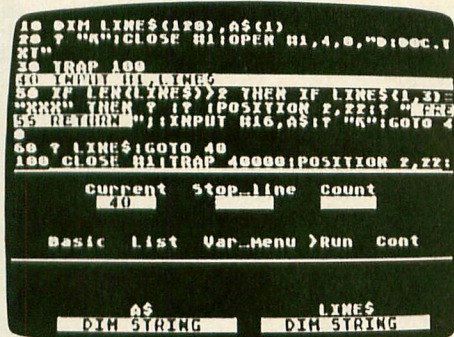 10 DIM LINE$(120),A$(1)
20 ? "K":CLOSE #1:OPEN #1,4,0,"D:DOC.T
XT"
30 TRAP 100
40 INPUT #1,LINE$
50 IF LEN(LINE$)>2 THEN IF LINE$(1,3)=
"XXX" THEN ? :? :POSITION 2,22:? " PRE
SS RETURN ";:INPUT #16,A$:? "K":GOTO 4
0
60 ? LINE$:GOTO 40
100 CLOSE #1:TRAP 40000:POSITION 2,22:
Current Stop_line Count
40
Basic List Var_Menu >Run Cont
A$ LINE$
DIM STRING DIM STRING